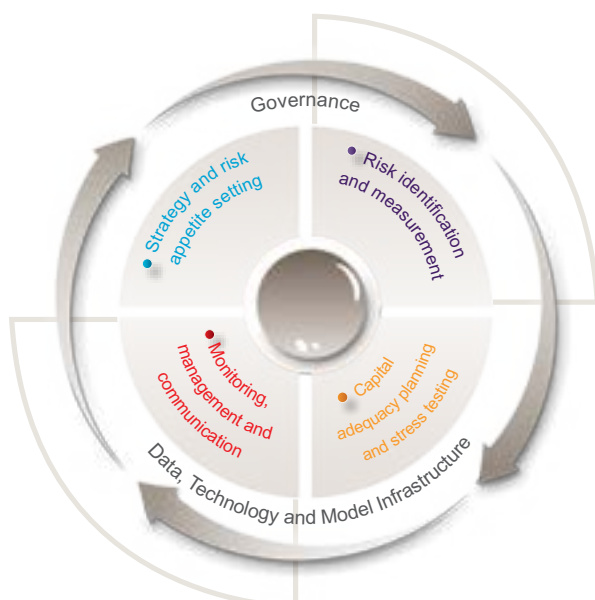 Governance
Strategy and risk
appetite setting
Risk identification
and measurement
Monitoring,
management and
communication
Capital
adequacy planning
and stress testing
Data, Technology and Model Infrastructure